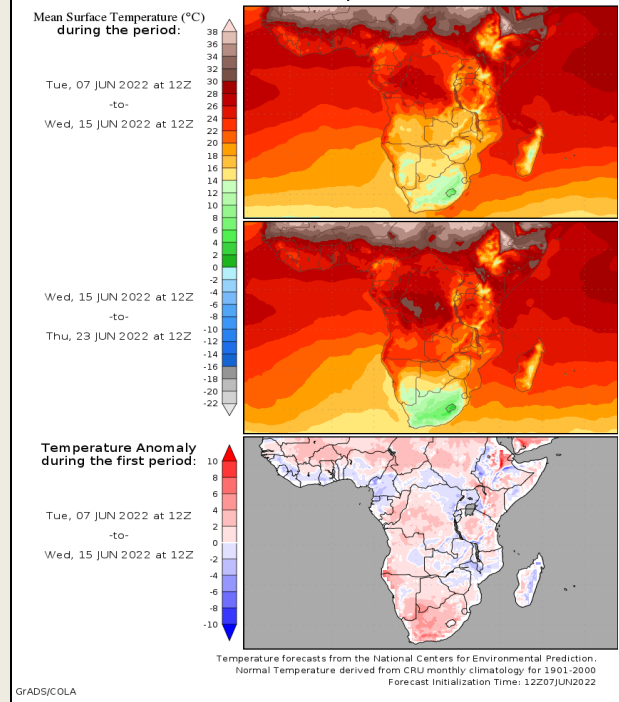 Mean Surface Temperature (°C)
during the period:
Tue, 07 JUN 2022 at 12Z
-to-
Wed, 15 JUN 2022 at 12Z
38
36
34
32
30
28
26
24
22
20
18
16
14
12
10
8
6
4
2
0
-2
-4
-6
-8
-10
-12
-14
-16
-18
-20
-22
Wed, 15 JUN 2022 at 12Z
-to-
Thu, 23 JUN 2022 at 12Z
Temperature Anomaly
during the first period:
Tue, 07 JUN 2022 at 12Z
-to-
Wed, 15 JUN 2022 at 12Z
10
8
6
4
2
0
-2
-4
-6
-8
-10
Temperature forecasts from the National Centers for Environmental Prediction.
Normal Temperature derived from CRU monthly climatology for 1901-2000
Forecast Initialization Time: 12Z07JUN2022
GrADS/COLA